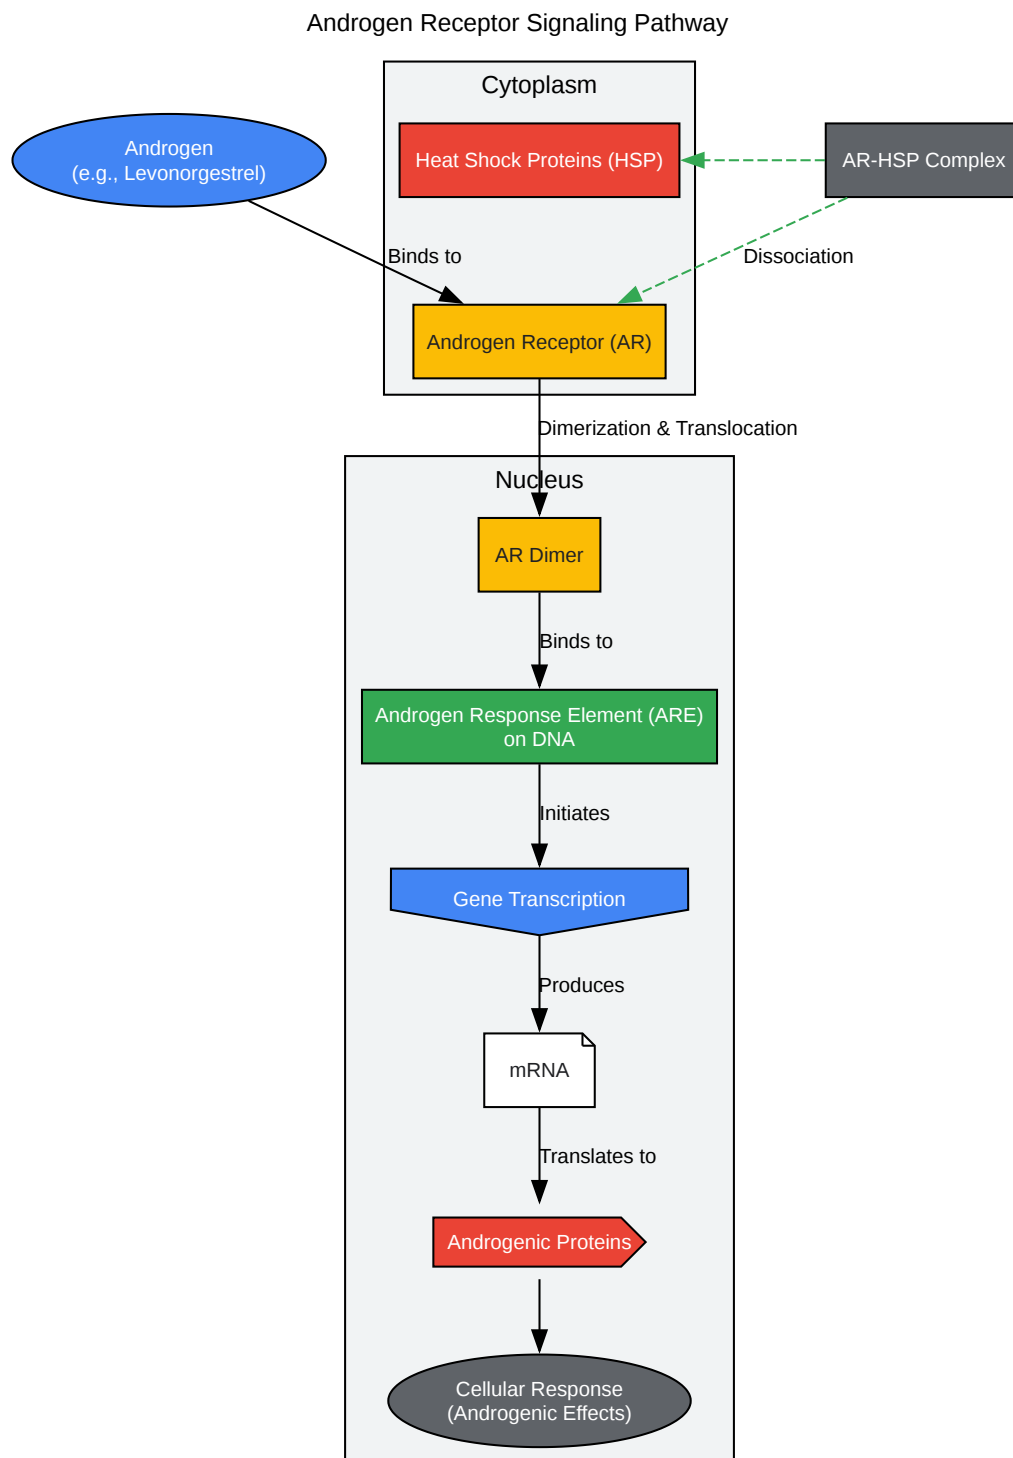 Androgen Receptor Signaling Pathway
Cytoplasm
Androgen
(e.g., Levonorgestrel)
Heat Shock Proteins (HSP)
AR-HSP Complex
Binds to
Dissociation
Androgen Receptor (AR)
Dimerization & Translocation
Nucleus
AR Dimer
Binds to
Androgen Response Element (ARE)
on DNA
Initiates
Gene Transcription
Produces
mRNA
Translates to
Androgenic Proteins
Cellular Response
(Androgenic Effects)